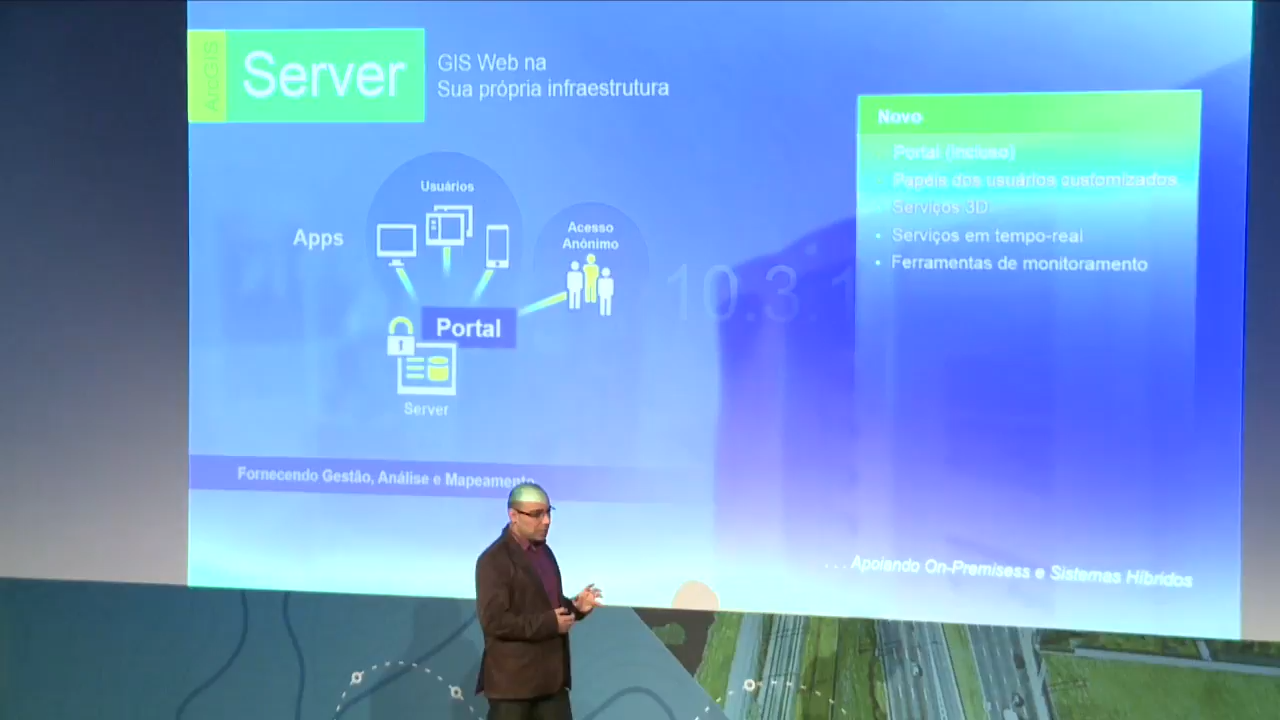 ArcGIS
Server
GIS Web na
Sua própria infraestrutura
Novo
Portal (incluso)
Papéis dos usuários customizados
Serviços 3D
• Serviços em tempo-real
• Ferramentas de monitoramento
Usuários
Apps
Acesso
Anônimo
10.3.1
Portal
Server
Fornecendo Gestão, Análise e Mapeamento
. . . Apoiando On-Premisess e Sistemas Híbridos